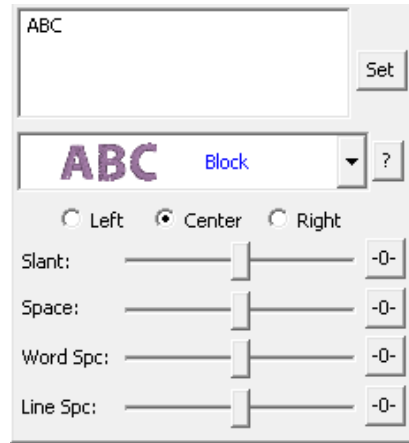 ABC
Set
ABC Block ?
Left Center Right
Slant: -0-
Space: -0-
Word Spc: -0-
Line Spc: -0-